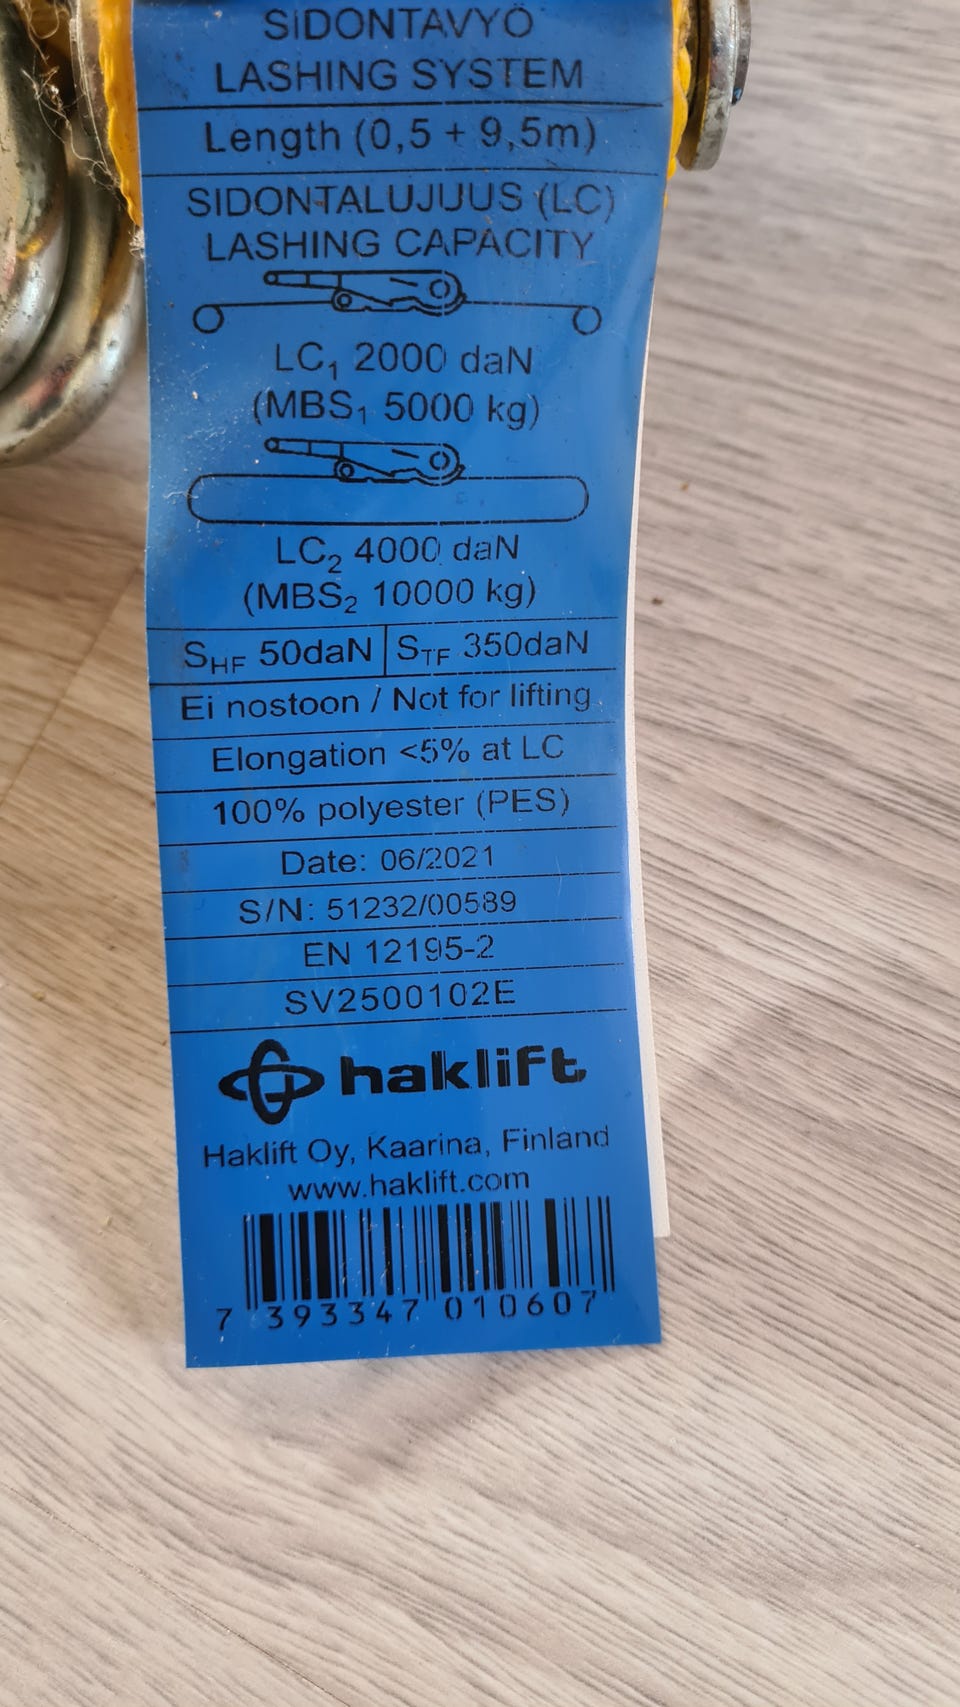 SIDONTAVYÖ
LASHING SYSTEM
Length (0,5 + 9,5m)
SIDONTALUJUUS (LC)
LASHING CAPACITY
LC₁ 2000 daN
(MBS₁ 5000 kg)
LC₂ 4000 daN
(MBS₂ 10000 kg)
S_HF 50daN | S_TF 350daN
Ei nostoon / Not for lifting
Elongation <5% at LC
100% polyester (PES)
Date: 06/2021
S/N: 51232/00589
EN 12195-2
SV2500102E
haklift
Haklift Oy, Kaarina, Finland
www.haklift.com
7 393347 010607